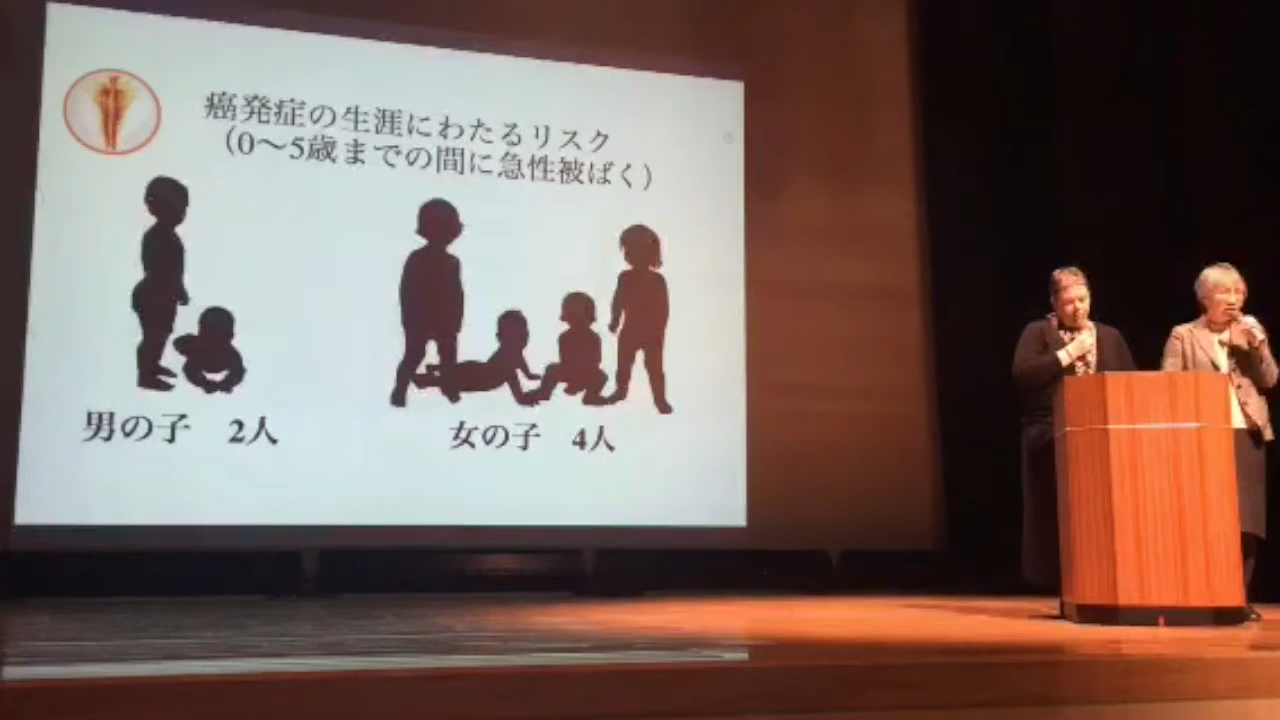 癌発症の生涯にわたるリスク
（0〜5歳までの間に急性被ばく）
男の子　2人
女の子　4人